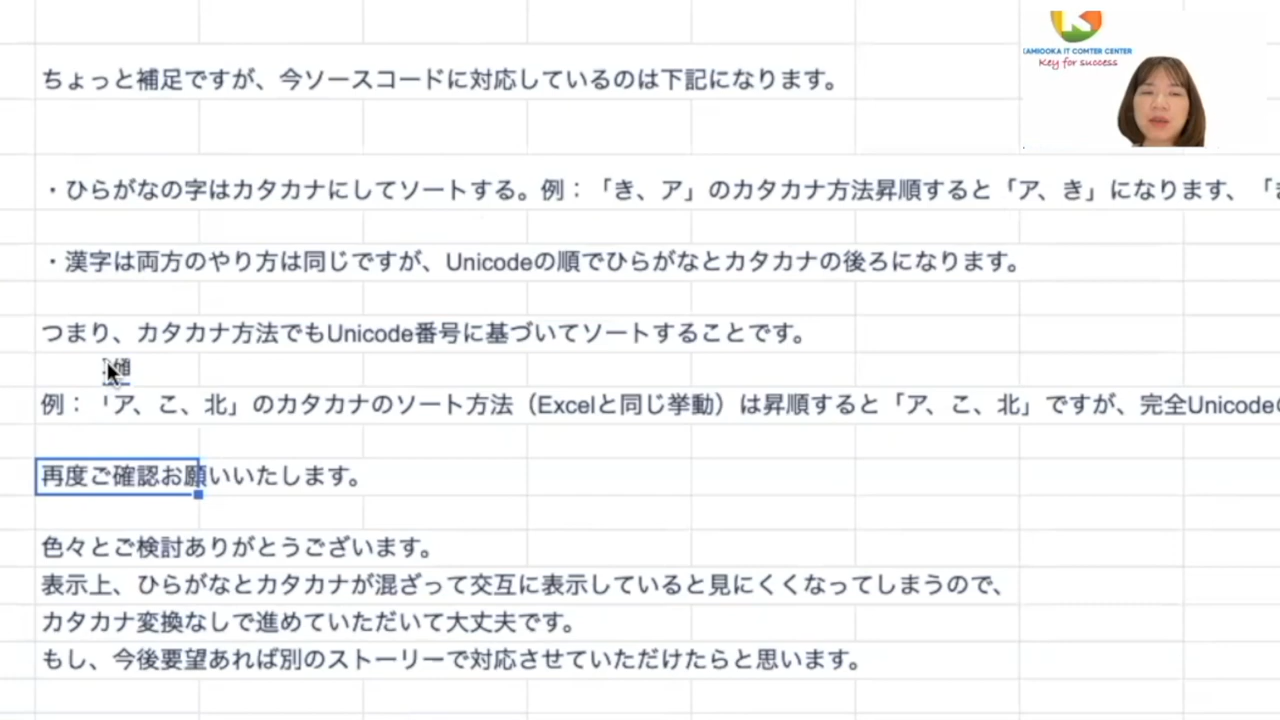 KAMIOOKA IT COMTER CENTER
Key for success
ちょっと補足ですが、今ソースコードに対応しているのは下記になります。
・ひらがなの字はカタカナにしてソートする。例：「き、ア」のカタカナ方法昇順すると「ア、き」になります、「
・漢字は両方のやり方は同じですが、Unicodeの順でひらがなとカタカナの後ろになります。
つまり、カタカナ方法でもUnicode番号に基づいてソートすることです。
例：「ア、こ、北」のカタカナのソート方法（Excelと同じ挙動）は昇順すると「ア、こ、北」ですが、完全Unicode
再度ご確認お願いいたします。
色々とご検討ありがとうございます。
表示上、ひらがなとカタカナが混ざって交互に表示していると見にくくなってしまうので、
カタカナ変換なしで進めていただいて大丈夫です。
もし、今後要望あれば別のストーリーで対応させていただけたらと思います。